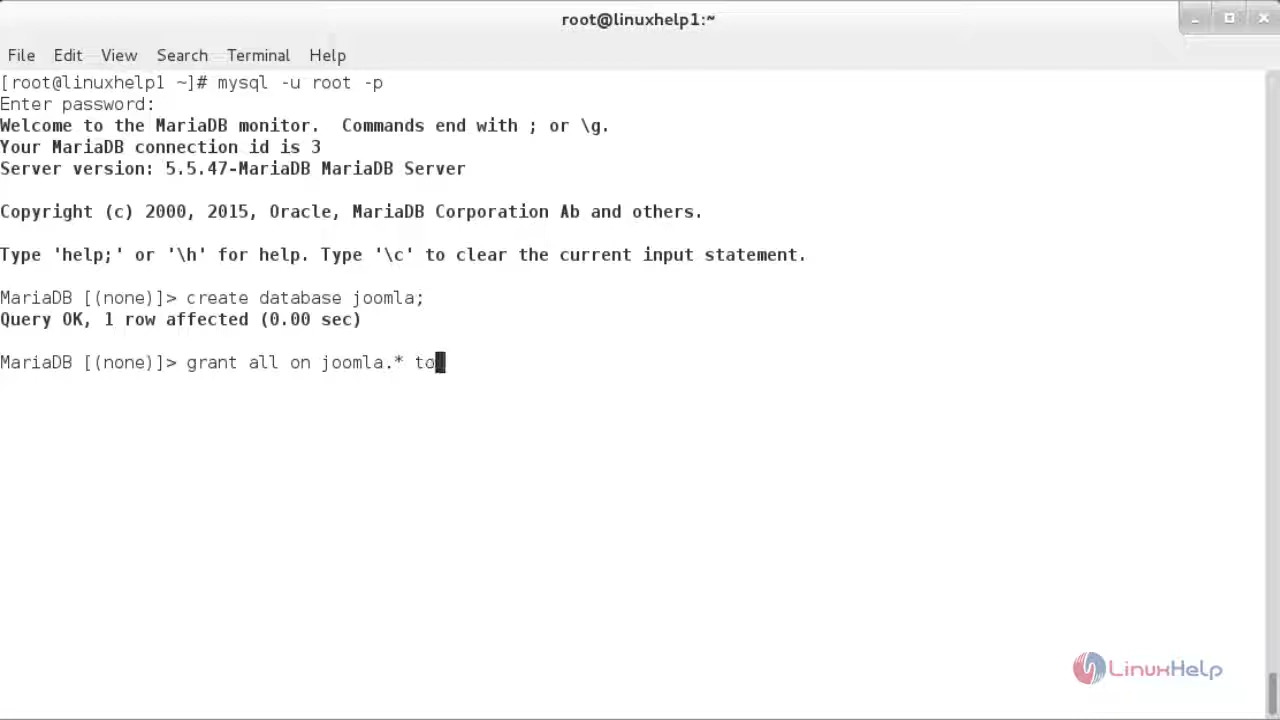 root@linuxhelp1:~
File Edit View Search Terminal Help
[root@linuxhelp1 ~]# mysql -u root -p
Enter password:
Welcome to the MariaDB monitor.  Commands end with ; or \g.
Your MariaDB connection id is 3
Server version: 5.5.47-MariaDB MariaDB Server
Copyright (c) 2000, 2015, Oracle, MariaDB Corporation Ab and others.
Type 'help;' or '\h' for help. Type '\c' to clear the current input statement.
MariaDB [(none)]> create database joomla;
Query OK, 1 row affected (0.00 sec)
MariaDB [(none)]> grant all on joomla.* to
LinuxHelp